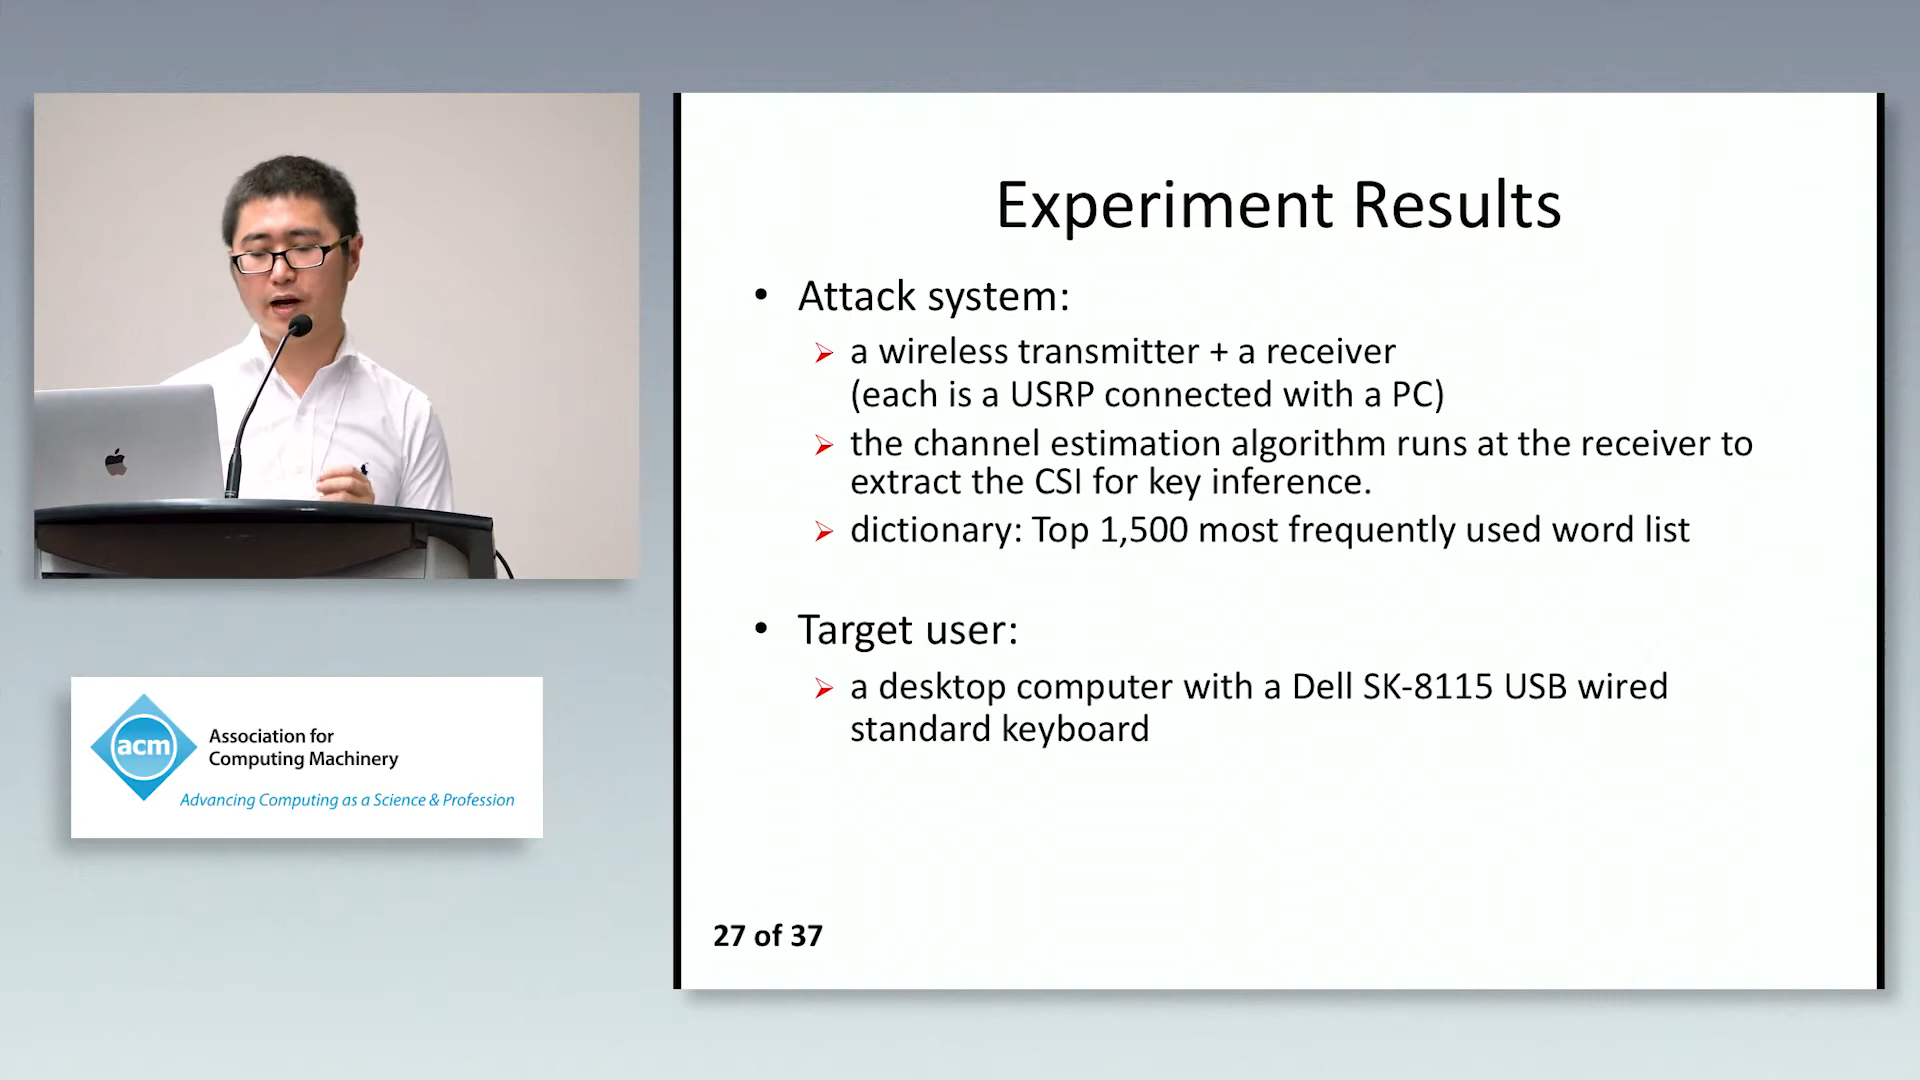 Experiment Results
• Attack system:
a wireless transmitter + a receiver
(each is a USRP connected with a PC)
the channel estimation algorithm runs at the receiver to
extract the CSI for key inference.
dictionary: Top 1,500 most frequently used word list
• Target user:
a desktop computer with a Dell SK-8115 USB wired
standard keyboard
27 of 37
acm
Association for
Computing Machinery
Advancing Computing as a Science & Profession